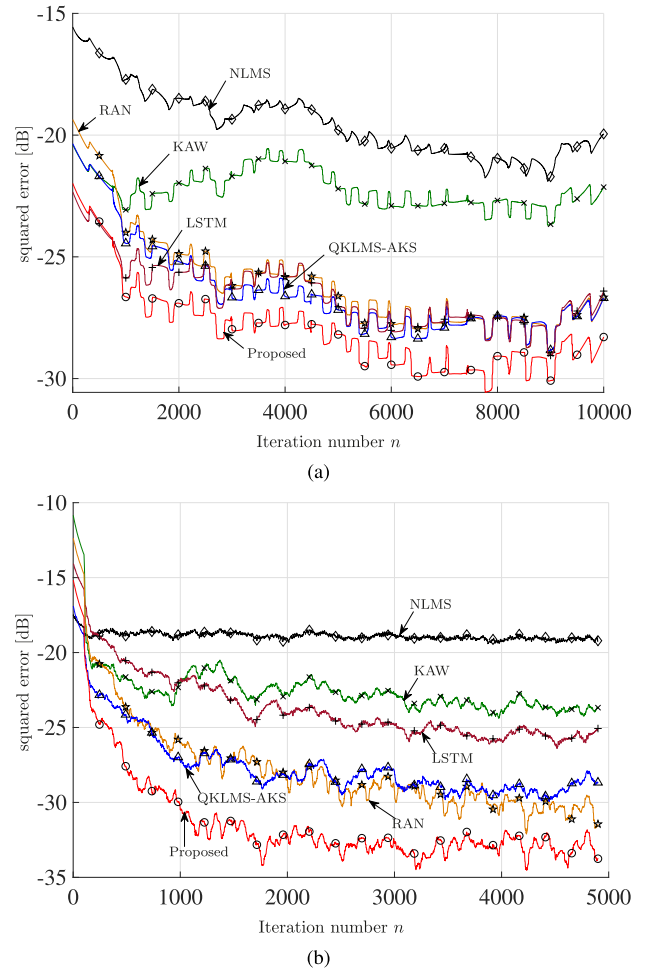 -15
-20
-25
-30
squared error [dB]
NLMS
RAN
KAW
LSTM
QKLMS-AKS
Proposed
0 2000 4000 6000 8000 10000
Iteration number n
(a)
-10
-15
-20
-25
-30
-35
squared error [dB]
NLMS
KAW
LSTM
QKLMS-AKS
RAN
Proposed
0 1000 2000 3000 4000 5000
Iteration number n
(b)